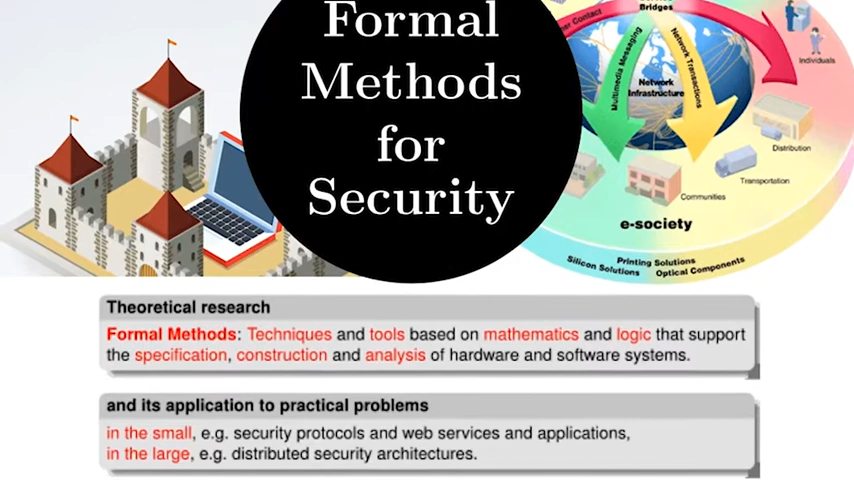 Formal
Methods
for
Security
Bridges
Contact
Multimedia Messaging
Network Transactions
Network
Infrastructure
Individuals
Distribution
Transportation
Communities
e-society
Silicon Solutions
Printing Solutions
Optical Components
Theoretical research
Formal Methods: Techniques and tools based on mathematics and logic that support
the specification, construction and analysis of hardware and software systems.
and its application to practical problems
in the small, e.g. security protocols and web services and applications,
in the large, e.g. distributed security architectures.